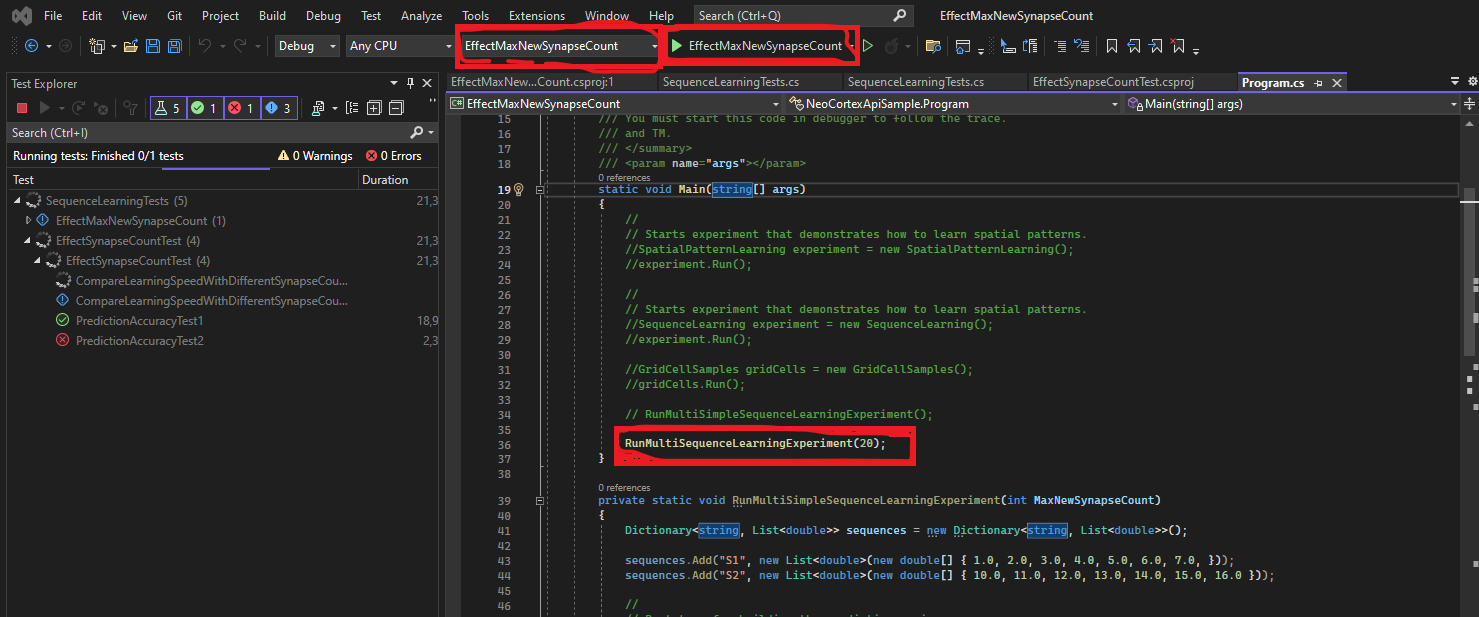 File Edit View Git Project Build Debug Test Analyze Tools Extensions Window Help Search (Ctrl+Q) EffectMaxNewSynapseCount
Debug Any CPU EffectMaxNewSynapseCount EffectMaxNewSynapseCount
Test Explorer
5 1 1 3
Search (Ctrl+I)
Running tests: Finished 0/1 tests 0 Warnings 0 Errors
Test Duration
SequenceLearningTests (5) 21,3
EffectMaxNewSynapseCount (1)
EffectSynapseCountTest (4) 21,3
EffectSynapseCountTest (4) 21,3
CompareLearningSpeedWithDifferentSynapseCou...
CompareLearningSpeedWithDifferentSynapseCou...
PredictionAccuracyTest1 18,9
PredictionAccuracyTest2 2,3
EffectMaxNew...Count.csproj:1 SequenceLearningTests.cs SequenceLearningTests.cs EffectSynapseCountTest.csproj Program.cs
EffectMaxNewSynapseCount NeoCortexApiSample.Program Main(string[] args)
15 /// You must start this code in debugger to follow the trace.
16 /// and TM.
17 /// </summary>
18 /// <param name="args"></param>
0 references
19 static void Main(string[] args)
20 {
21 //
22 // Starts experiment that demonstrates how to learn spatial patterns.
23 //SpatialPatternLearning experiment = new SpatialPatternLearning();
24 //experiment.Run();
25
26 //
27 // Starts experiment that demonstrates how to learn spatial patterns.
28 //SequenceLearning experiment = new SequenceLearning();
29 //experiment.Run();
30
31 //GridCellSamples gridCells = new GridCellSamples();
32 //gridCells.Run();
33
34 // RunMultiSimpleSequenceLearningExperiment();
35
36 RunMultiSequenceLearningExperiment(20);
37 }
38
0 references
39 private static void RunMultiSimpleSequenceLearningExperiment(int MaxNewSynapseCount)
40 {
41 Dictionary<string, List<double>> sequences = new Dictionary<string, List<double>>();
42
43 sequences.Add("S1", new List<double>(new double[] { 1.0, 2.0, 3.0, 4.0, 5.0, 6.0, 7.0, }));
44 sequences.Add("S2", new List<double>(new double[] { 10.0, 11.0, 12.0, 13.0, 14.0, 15.0, 16.0 }));
45
46 //